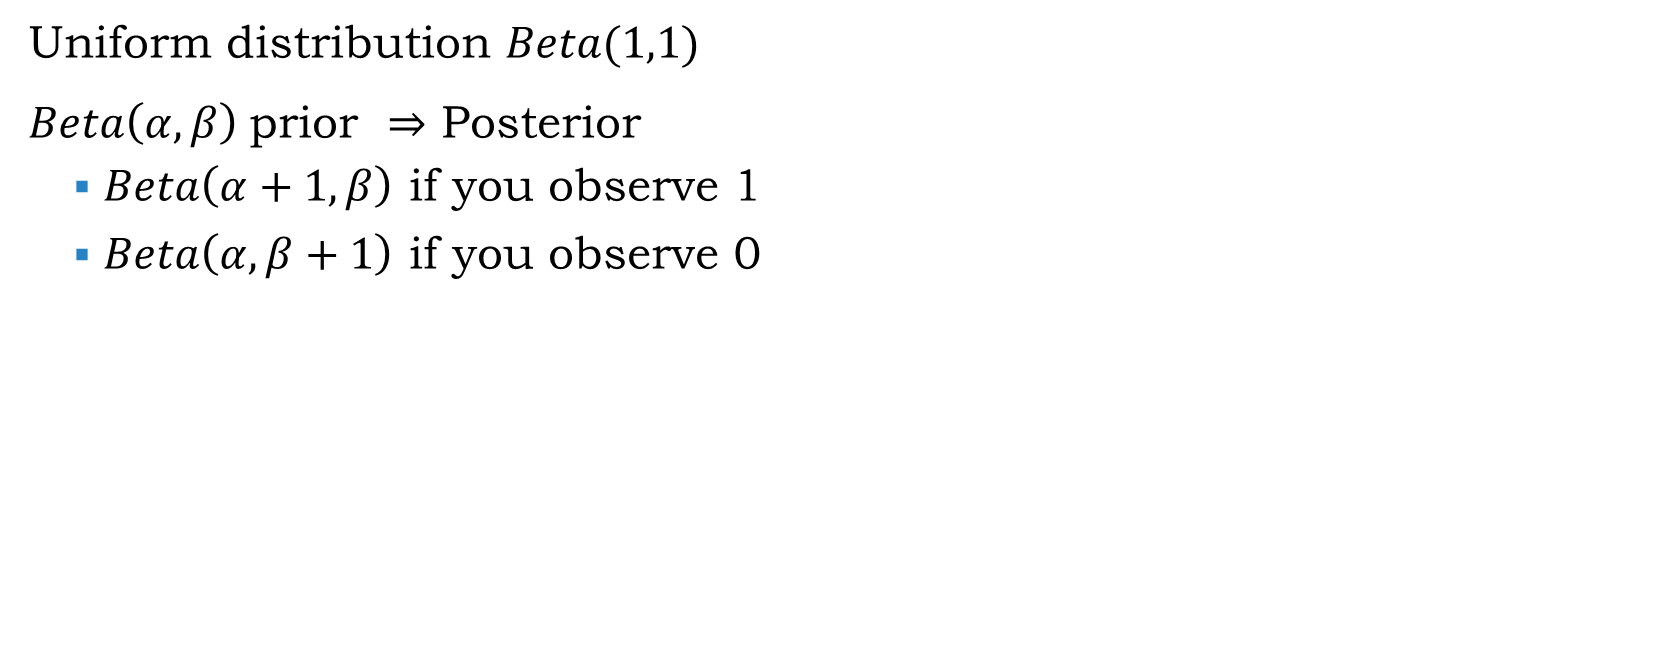 Uniform distribution 𝐵𝑒𝑡𝑎(1,1)
𝐵𝑒𝑡𝑎(𝛼, 𝛽) prior ⇒ Posterior
▪ 𝐵𝑒𝑡𝑎(𝛼 + 1, 𝛽) if you observe 1
▪ 𝐵𝑒𝑡𝑎(𝛼, 𝛽 + 1) if you observe 0